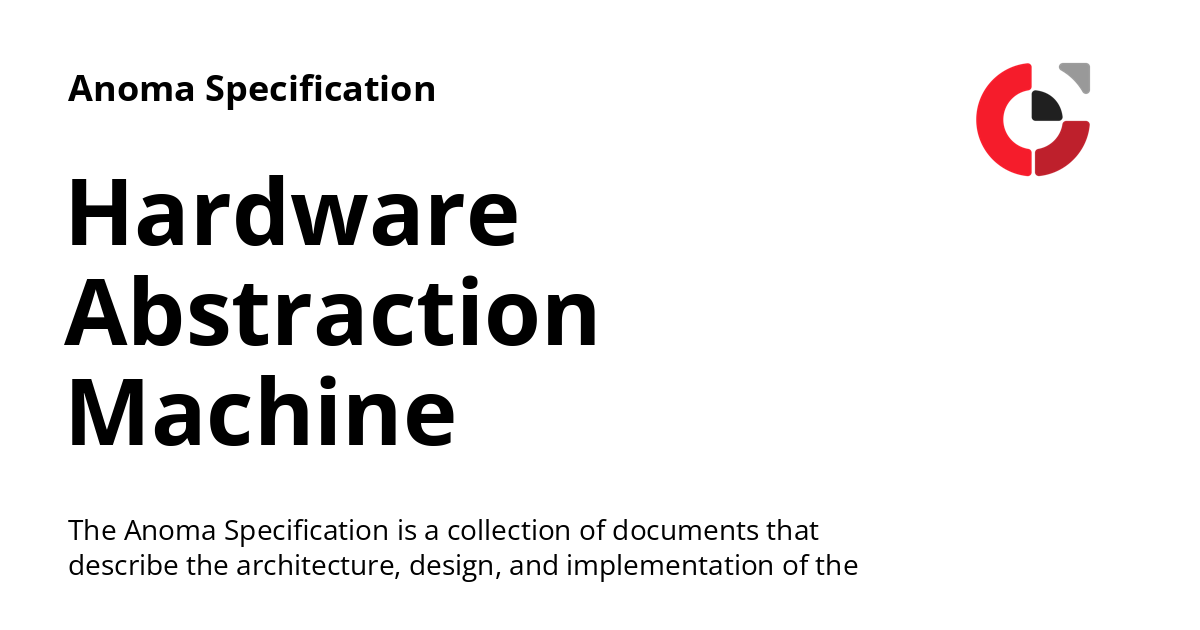 Anoma Specification
Hardware
Abstraction
Machine
The Anoma Specification is a collection of documents that
describe the architecture, design, and implementation of the